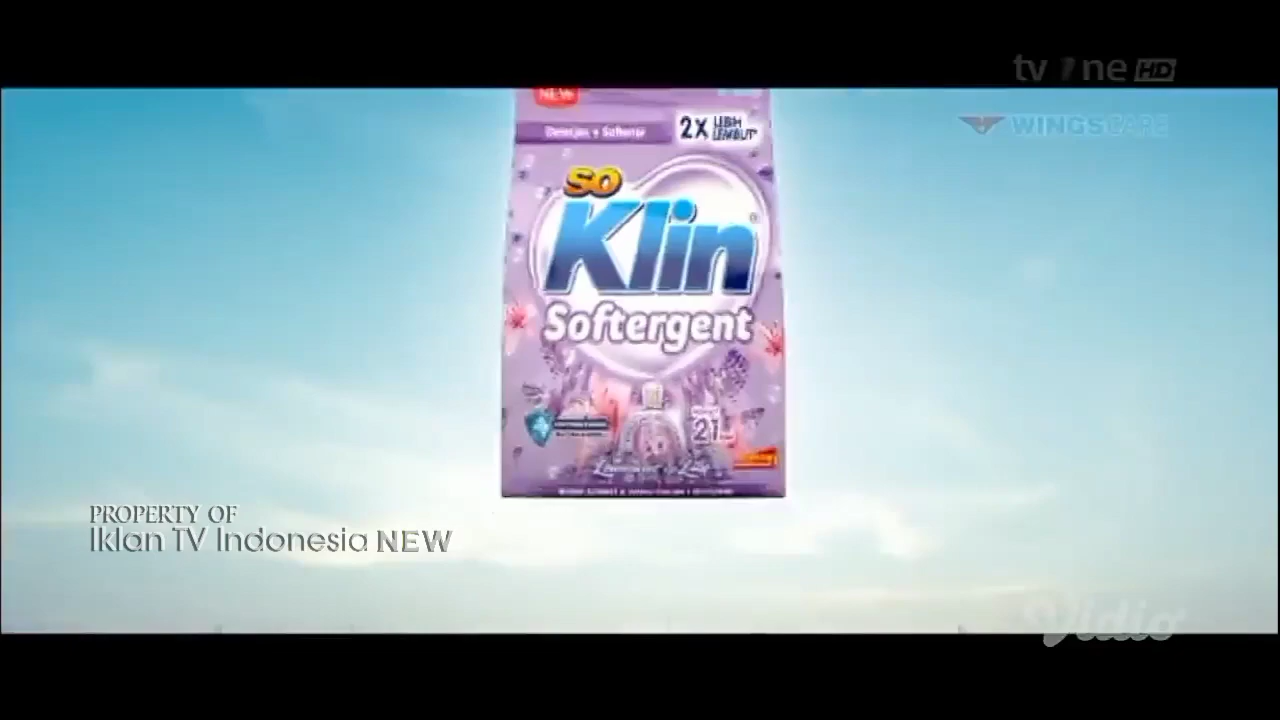 tv one HD
WINGSCARE
NEW
Deterjen + Softener
2X LEBIH
LEMBUT*
SO
Klin®
Softergent
21
PROPERTY OF
Iklan TV Indonesia NEW
Vidio